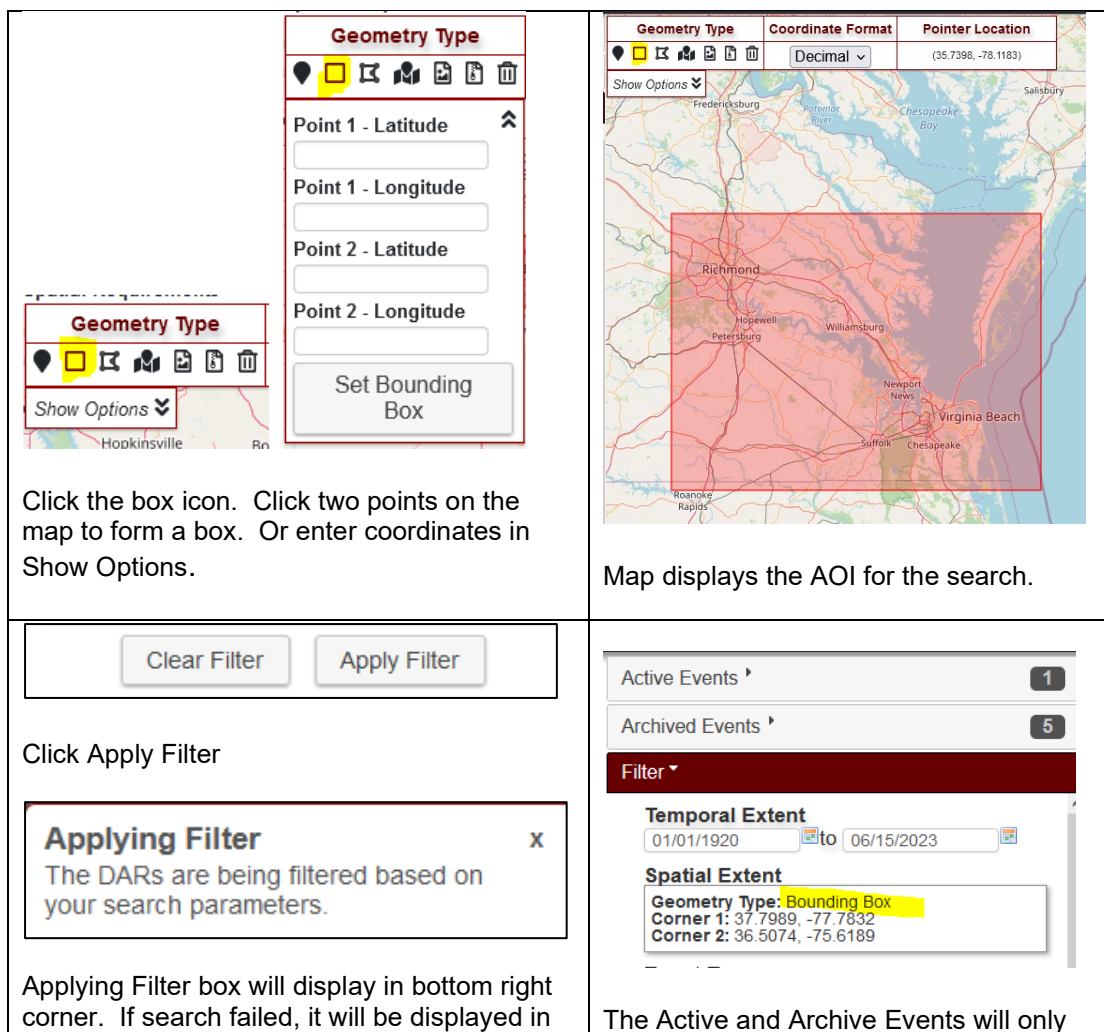 Geometry Type
Point 1 - Latitude
Point 1 - Longitude
Point 2 - Latitude
Point 2 - Longitude
Set Bounding
Box
Geometry Type
Show Options
Hopkinsville
Bo
Click the box icon.  Click two points on the
map to form a box.  Or enter coordinates in
Show Options.
Geometry Type Coordinate Format Pointer Location
Decimal (35.7398, -78.1183)
Show Options
Salisbury
Fredericksburg
Potomac
River
Chesapeake
Bay
Richmond
Hopewell
Petersburg
Williamsburg
Newport
News
Virginia Beach
Suffolk
Chesapeake
Roanoke
Rapids
Map displays the AOI for the search.
Clear Filter Apply Filter
Click Apply Filter
Applying Filter x
The DARs are being filtered based on
your search parameters.
Applying Filter box will display in bottom right
corner.  If search failed, it will be displayed in
Active Events 1
Archived Events 5
Filter
Temporal Extent
01/01/1920 to 06/15/2023
Spatial Extent
Geometry Type: Bounding Box
Corner 1: 37.7989, -77.7832
Corner 2: 36.5074, -75.6189
The Active and Archive Events will only